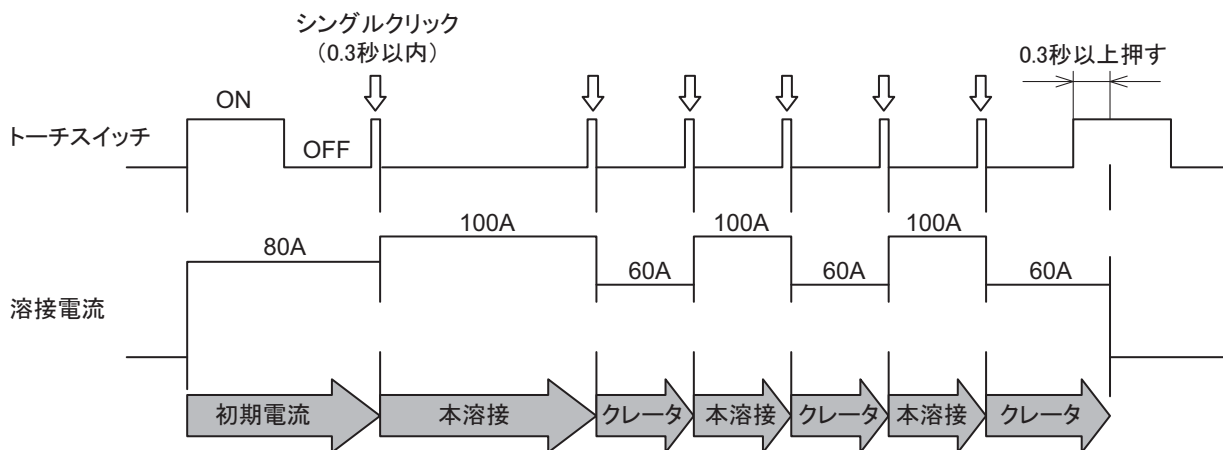 シングルクリック
（0.3秒以内）
0.3秒以上押す
ON
トーチスイッチ
OFF
100A
100A
100A
80A
60A
60A
60A
溶接電流
初期電流
本溶接
クレータ
本溶接
クレータ
本溶接
クレータ